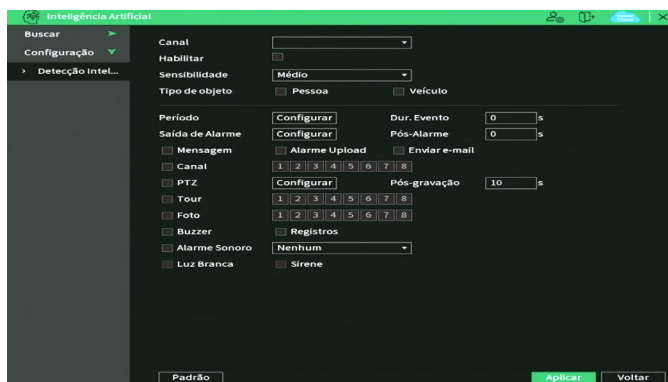 Inteligência Artificial
Buscar
Configuração
Detecção Intel...
Canal
Habilitar
Sensibilidade Médio
Tipo de objeto Pessoa Veículo
Período Configurar Dur. Evento 0 s
Saída de Alarme Configurar Pós-Alarme 0 s
Mensagem Alarme Upload Enviar e-mail
Canal 1 2 3 4 5 6 7 8
PTZ Configurar Pós-gravação 10 s
Tour 1 2 3 4 5 6 7 8
Foto 1 2 3 4 5 6 7 8
Buzzer Registros
Alarme Sonoro Nenhum
Luz Branca Sirene
Padrão Aplicar Voltar